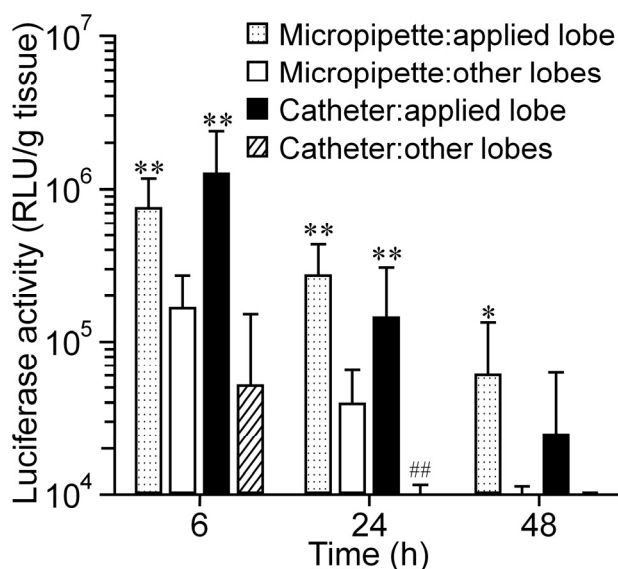 Luciferase activity (RLU/g tissue)
10^7
10^6
10^5
10^4
Micropipette:applied lobe
Micropipette:other lobes
Catheter:applied lobe
Catheter:other lobes
**
**
**
**
##
*
6 24 48
Time (h)